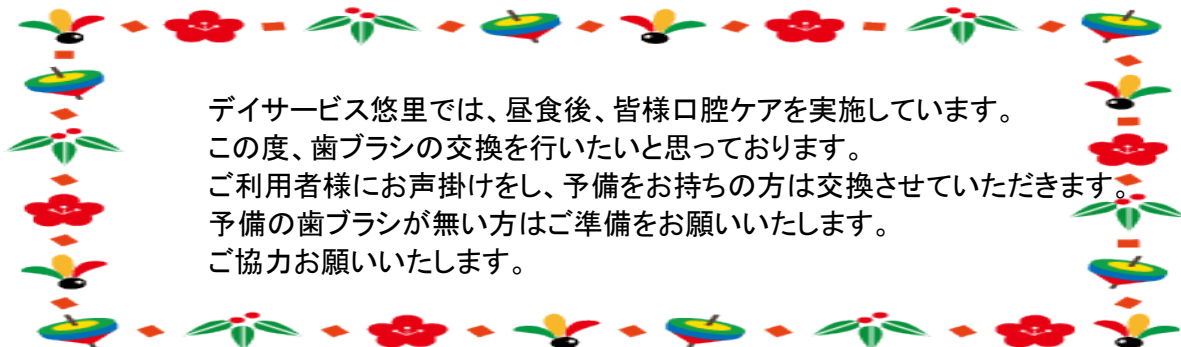 デイサービス悠里では、昼食後、皆様口腔ケアを実施しています。
この度、歯ブラシの交換を行いたいと思っております。
ご利用者様にお声掛けをし、予備をお持ちの方は交換させていただきます。
予備の歯ブラシが無い方はご準備をお願いいたします。
ご協力お願いいたします。